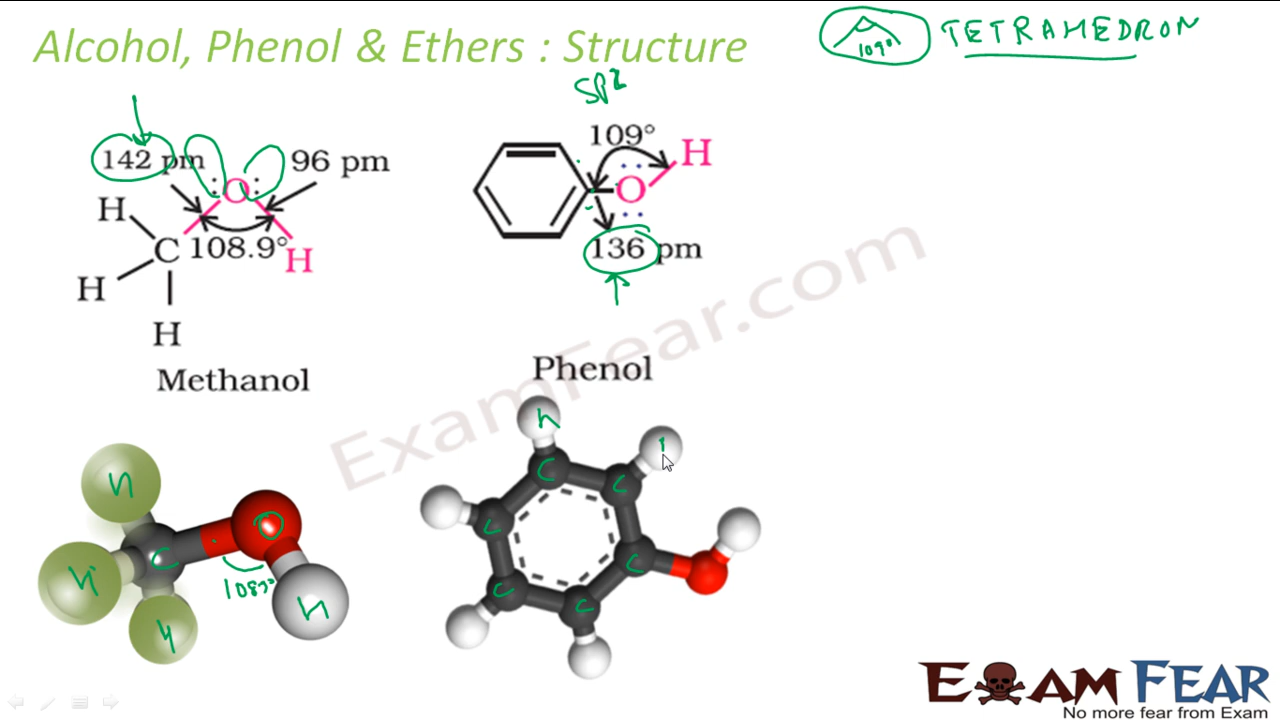 Alcohol, Phenol & Ethers : Structure
109°
TETRAHEDRON
SP²
142 pm
96 pm
109°
H
:O:
O
H
H
C
108.9°
H
136 pm
H
H
Methanol
Phenol
ExamFear.com
H
C
O
H
H
H
C
C
C
C
C
C
h
EXAM FEAR
No more fear from Exam